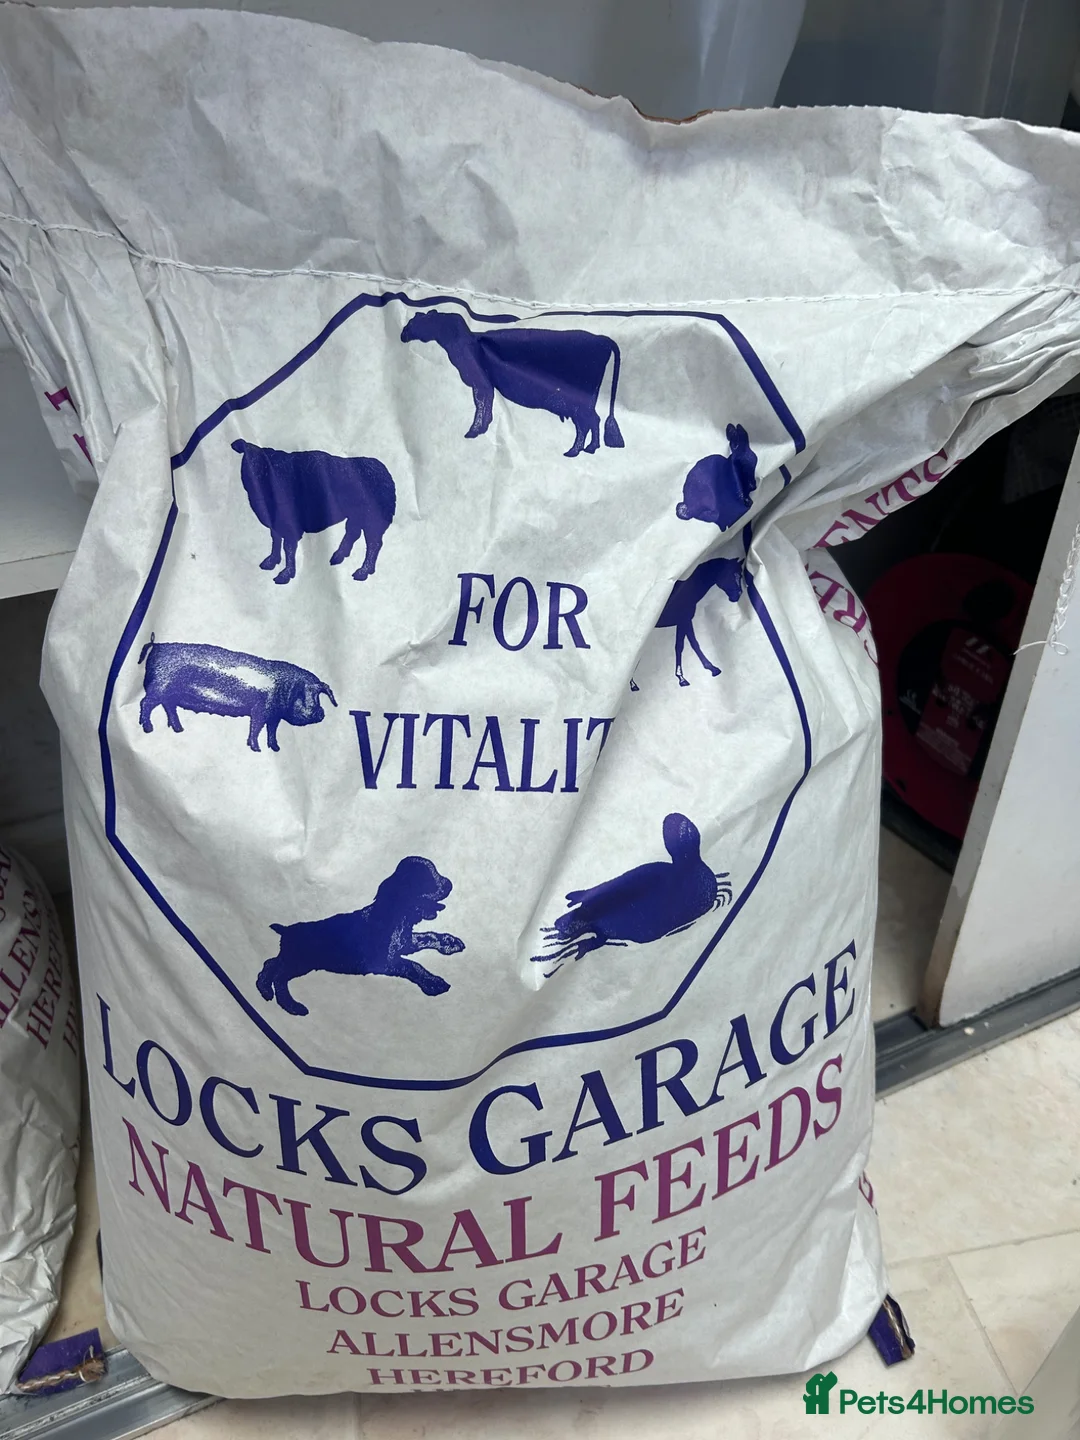 FOR
VITALIT
LOCKS GARAGE
NATURAL FEEDS
LOCKS GARAGE
ALLENSMORE
HEREFORD
Pets4Homes